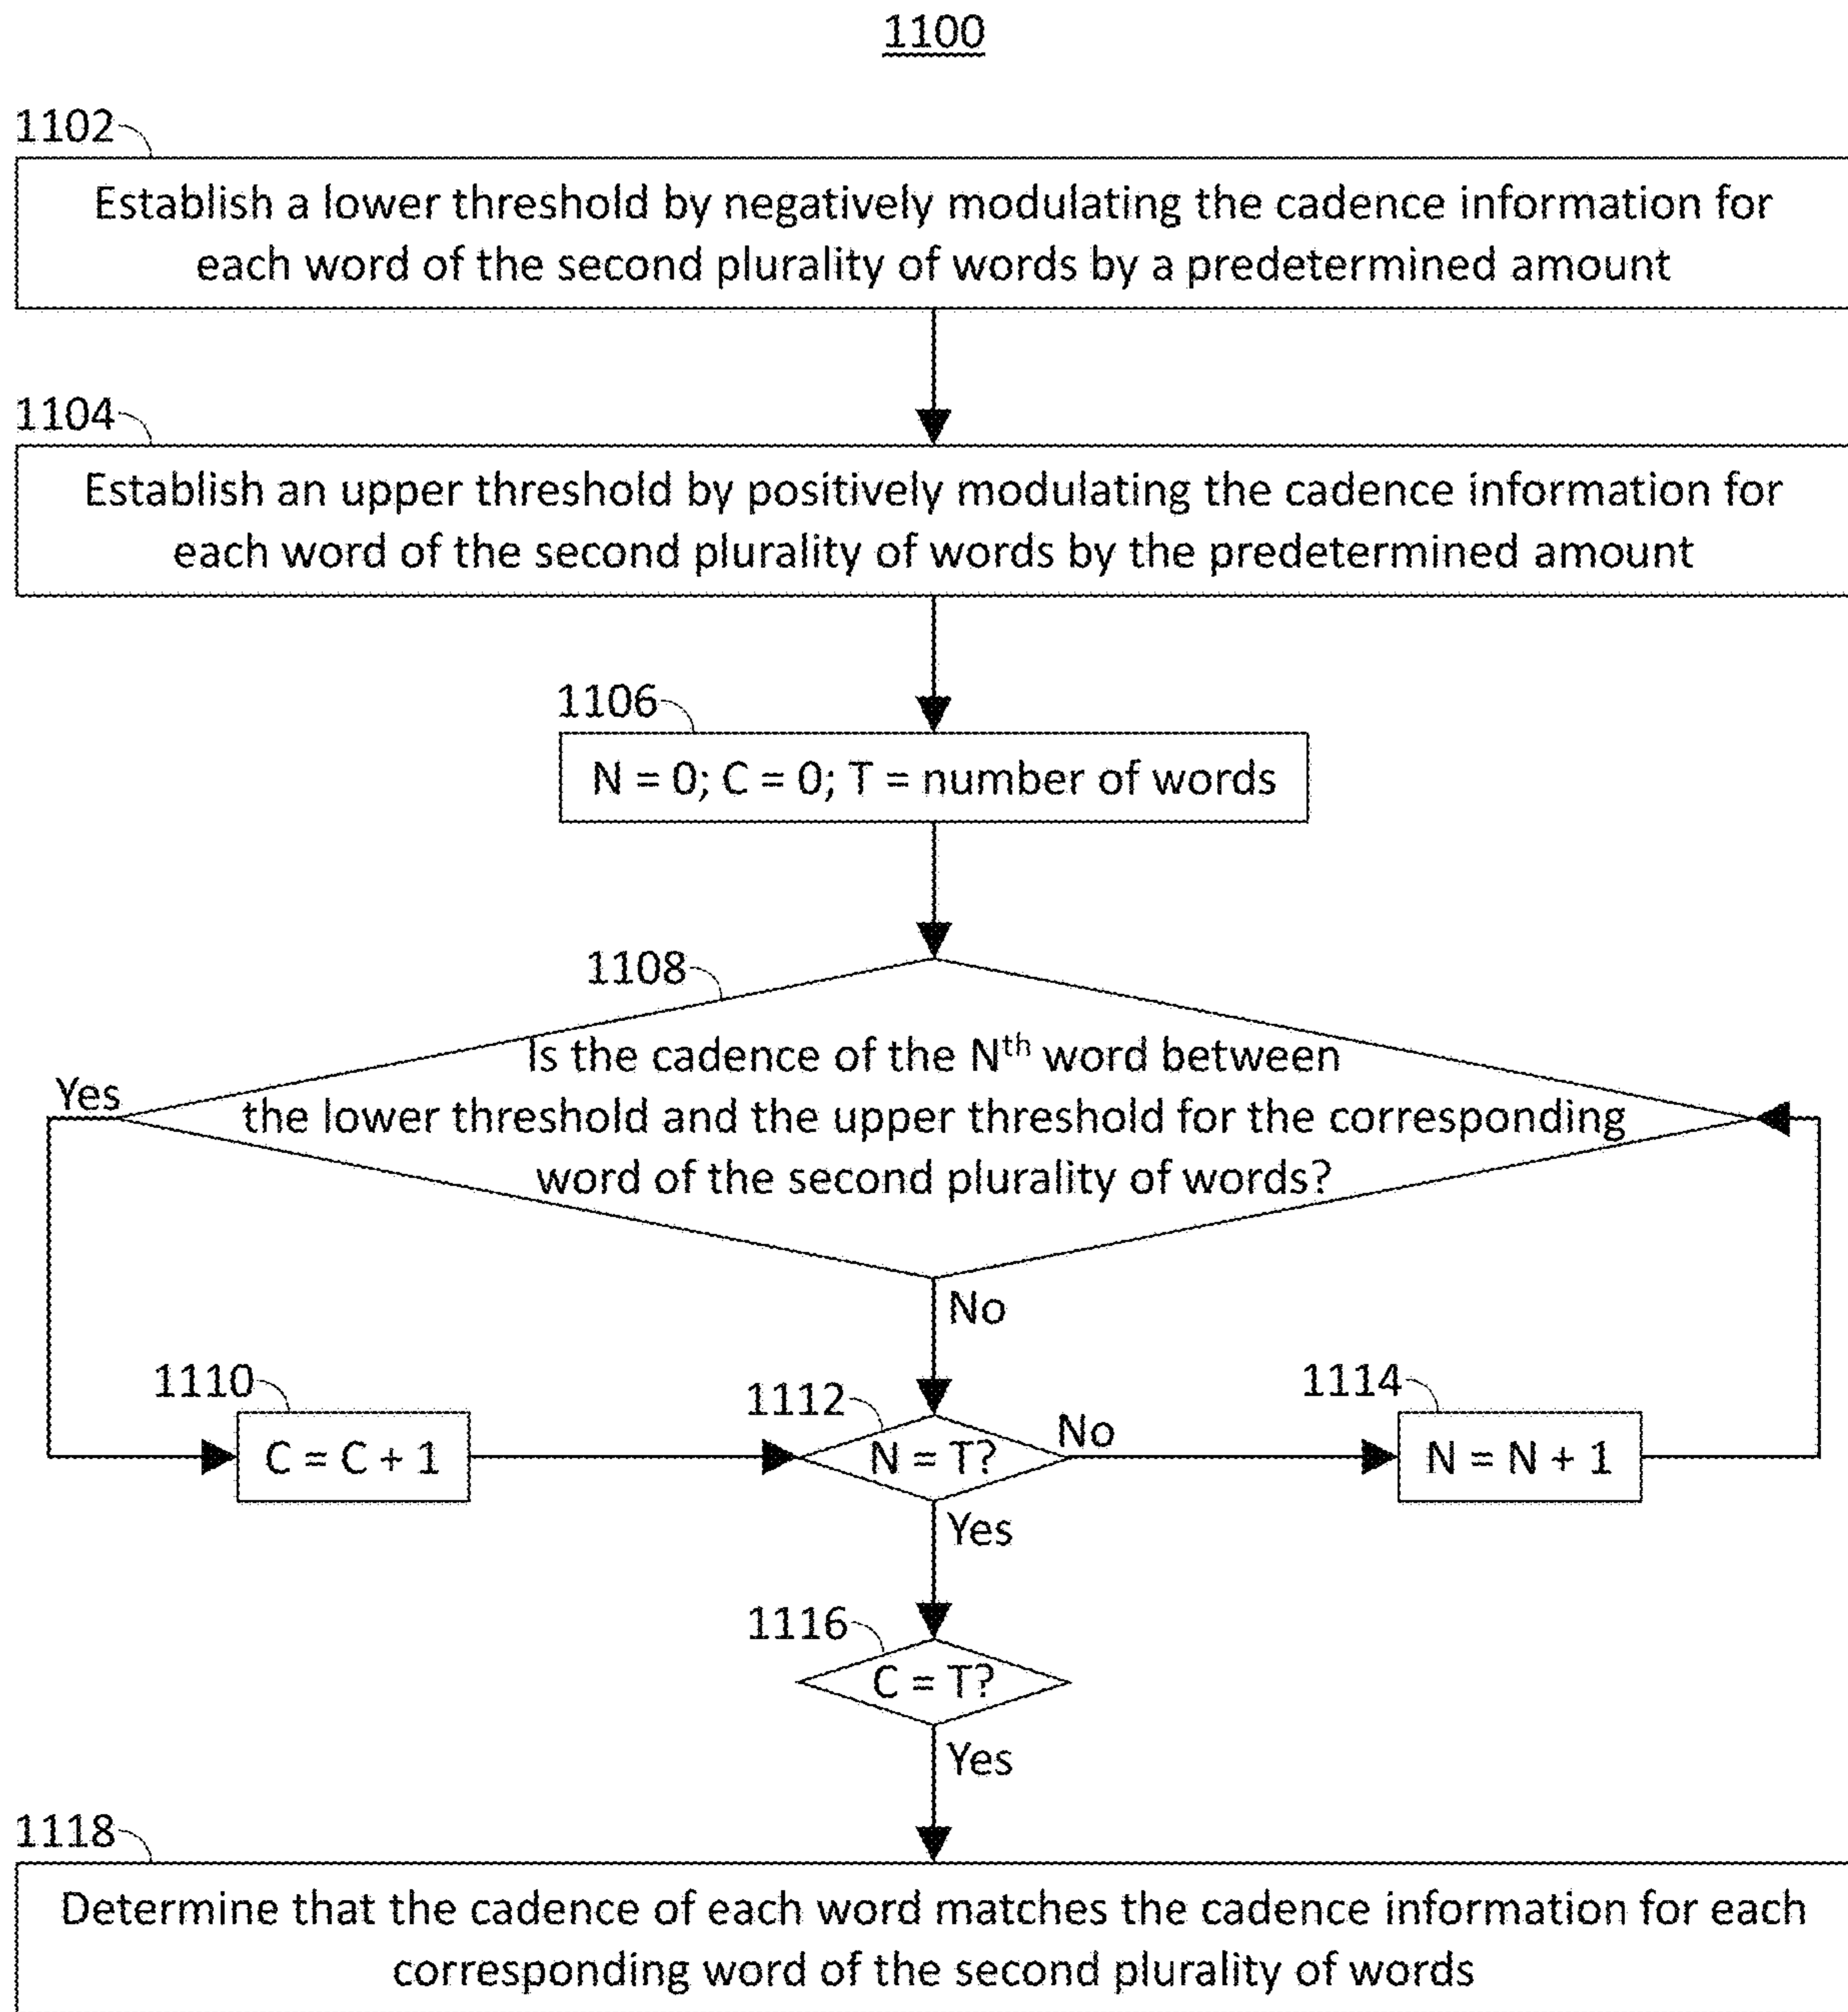 1100
1102
Establish a lower threshold by negatively modulating the cadence information for
each word of the second plurality of words by a predetermined amount
1104
Establish an upper threshold by positively modulating the cadence information for
each word of the second plurality of words by the predetermined amount
1106
N = 0; C = 0; T = number of words
1108
Is the cadence of the Nth word between
the lower threshold and the upper threshold for the corresponding
word of the second plurality of words?
Yes
No
1110
C = C + 1
1112
N = T?
No
1114
N = N + 1
Yes
1116
C = T?
Yes
1118
Determine that the cadence of each word matches the cadence information for each
corresponding word of the second plurality of words